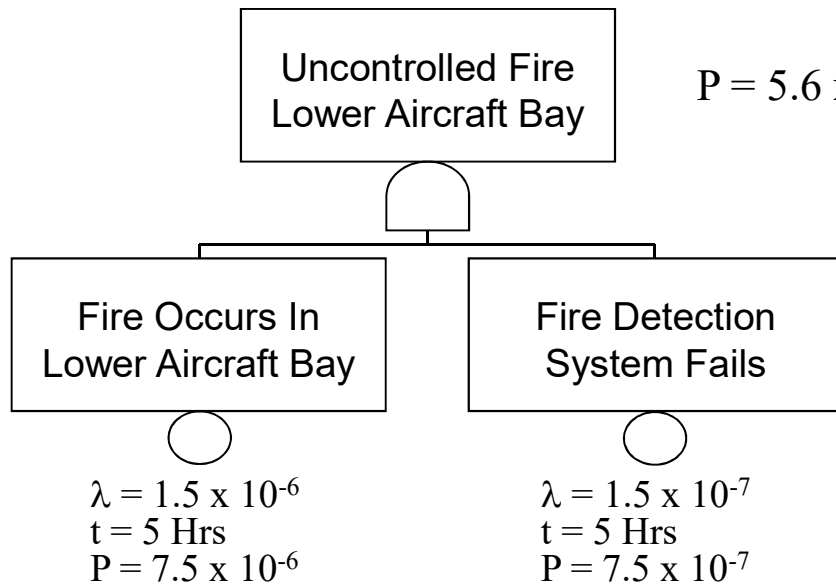 Uncontrolled Fire
Lower Aircraft Bay
P = 5.6
Fire Occurs In
Lower Aircraft Bay
Fire Detection
System Fails
λ = 1.5 x 10⁻⁶
t = 5 Hrs
P = 7.5 x 10⁻⁶
λ = 1.5 x 10⁻⁷
t = 5 Hrs
P = 7.5 x 10⁻⁷